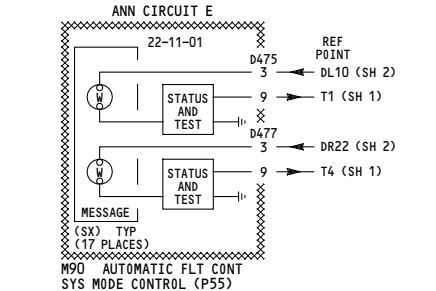 ANN CIRCUIT E
22-11-01
REF
POINT
D475
3 DL10 (SH 2)
W
STATUS
AND
TEST
9 T1 (SH 1)
D477
3 DR22 (SH 2)
W
STATUS
AND
TEST
9 T4 (SH 1)
MESSAGE
(SX) TYP
(17 PLACES)
M90 AUTOMATIC FLT CONT
SYS MODE CONTROL (P55)